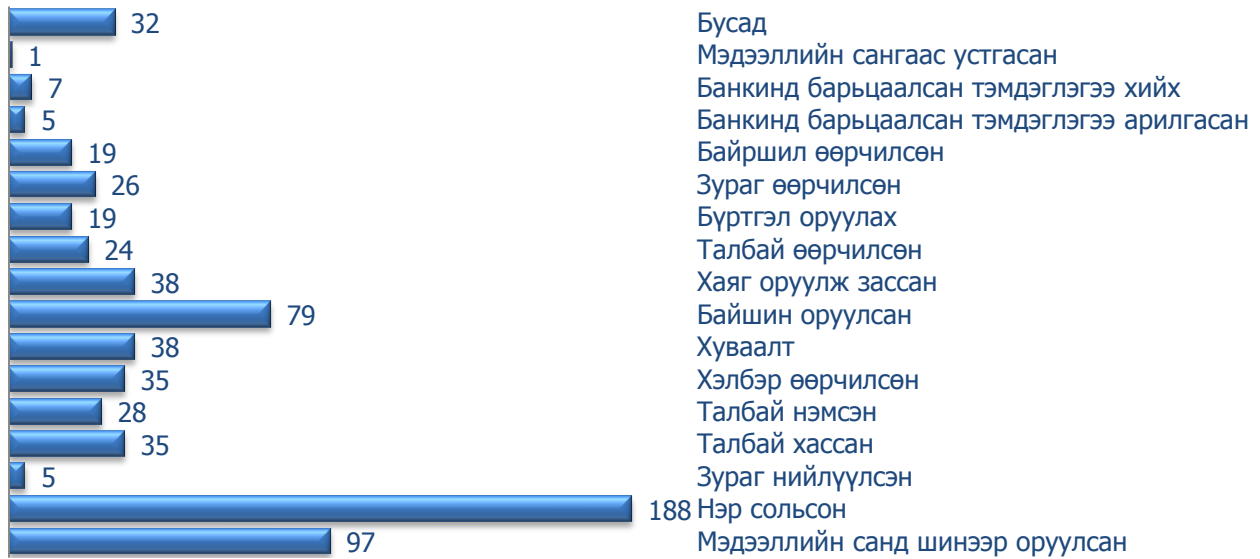 32 Бусад
1 Мэдээллийн сангаас устгасан
7 Банкинд барьцаалсан тэмдэглэгээ хийх
5 Банкинд барьцаалсан тэмдэглэгээ арилгасан
19 Байршил өөрчилсөн
26 Зураг өөрчилсөн
19 Бүртгэл оруулах
24 Талбай өөрчилсөн
38 Хаяг оруулж зассан
79 Байшин оруулсан
38 Хуваалт
35 Хэлбэр өөрчилсөн
28 Талбай нэмсэн
35 Талбай хассан
5 Зураг нийлүүлсэн
188 Нэр сольсон
97 Мэдээллийн санд шинээр оруулсан